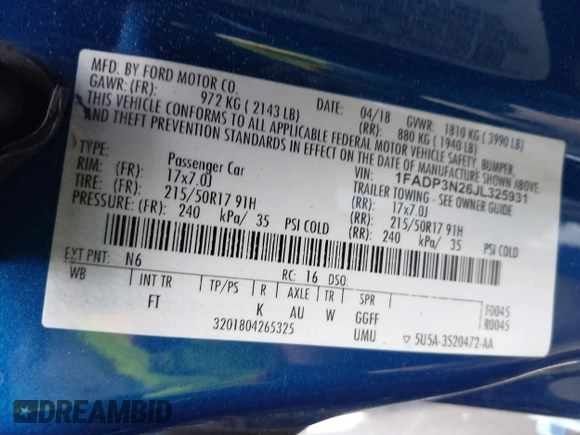 MFD. BY FORD MOTOR CO.
DATE: 04/18 GVWR: 1810 KG (3990 LB)
GAWR: (FR): 972 KG (2143 LB) (RR): 880 KG (1940 LB)
THIS VEHICLE CONFORMS TO ALL APPLICABLE FEDERAL MOTOR VEHICLE SAFETY, BUMPER,
AND THEFT PREVENTION STANDARDS IN EFFECT ON THE DATE OF MANUFACTURE SHOWN ABOVE.
VIN: 1FADP3N26JL325931
TYPE: Passenger Car TRAILER TOWING - SEE OWNER GUIDE
RIM: (FR): 17x7.0J (RR): 17x7.0J
TIRE: (FR): 215/50R17 91H (RR): 215/50R17 91H
PRESSURE: (FR): 240 kPa/ 35 PSI COLD (RR): 240 kPa/ 35 PSI COLD
EXT PNT: N6 RC: 16 DSO:
WB INT TR TP/PS R AXLE TR SPR F0045
FT K AU W GGFF R0045
UMU
3201804265325 ▽ 5U5A-3520472-AA
DREAMBID